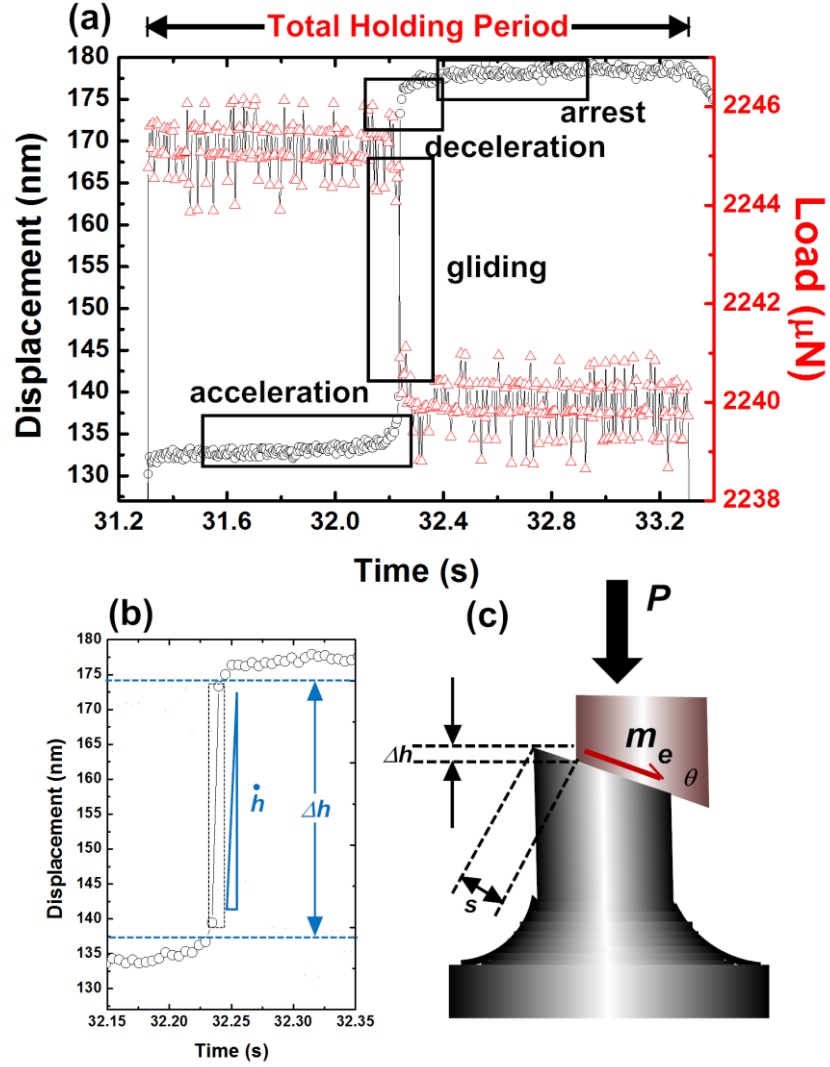 (a)
Total Holding Period
180
175
170
165
160
155
150
145
140
135
130
Displacement (nm)
arrest
deceleration
gliding
acceleration
2246
2244
2242
2240
2238
Load (μN)
31.2 31.6 32.0 32.4 32.8 33.2
Time (s)
(b)
180
175
170
165
160
155
150
145
140
135
130
Displacement (nm)
ḣ
Δh
32.15 32.20 32.25 32.30 32.35
Time (s)
(c)
P
Δh
mₑ
θ
s